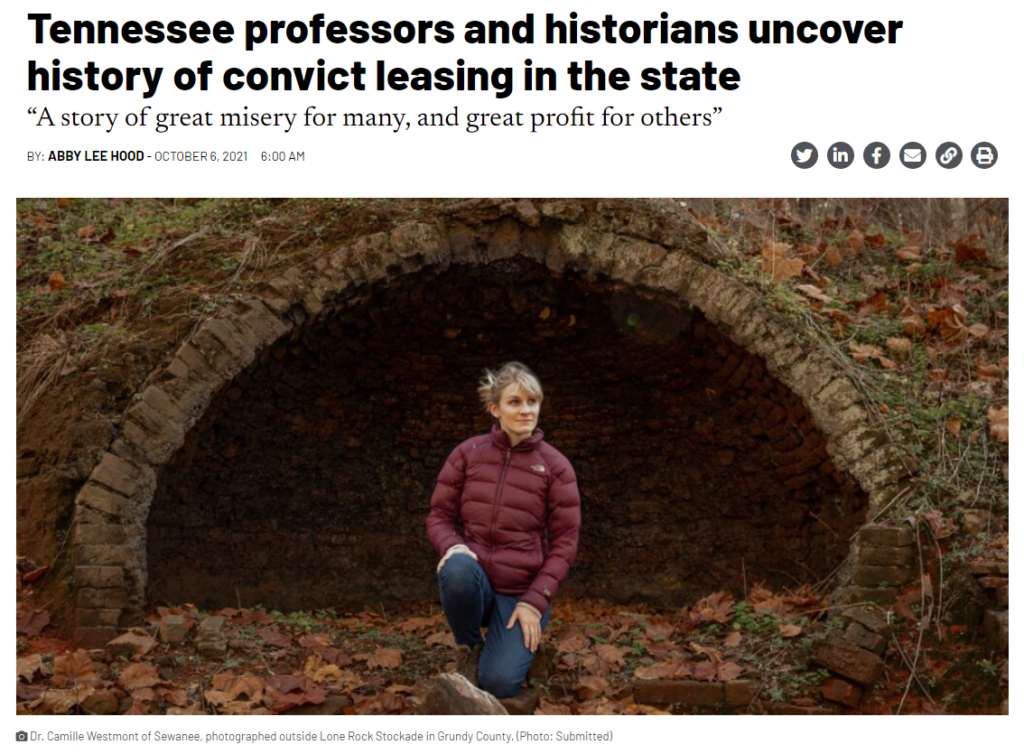 Tennessee professors and historians uncover
history of convict leasing in the state
“A story of great misery for many, and great profit for others”
BY: ABBY LEE HOOD - OCTOBER 6, 2021 6:00 AM
Dr. Camille Westmont of Sewanee, photographed outside Lone Rock Stockade in Grundy County. (Photo: Submitted)